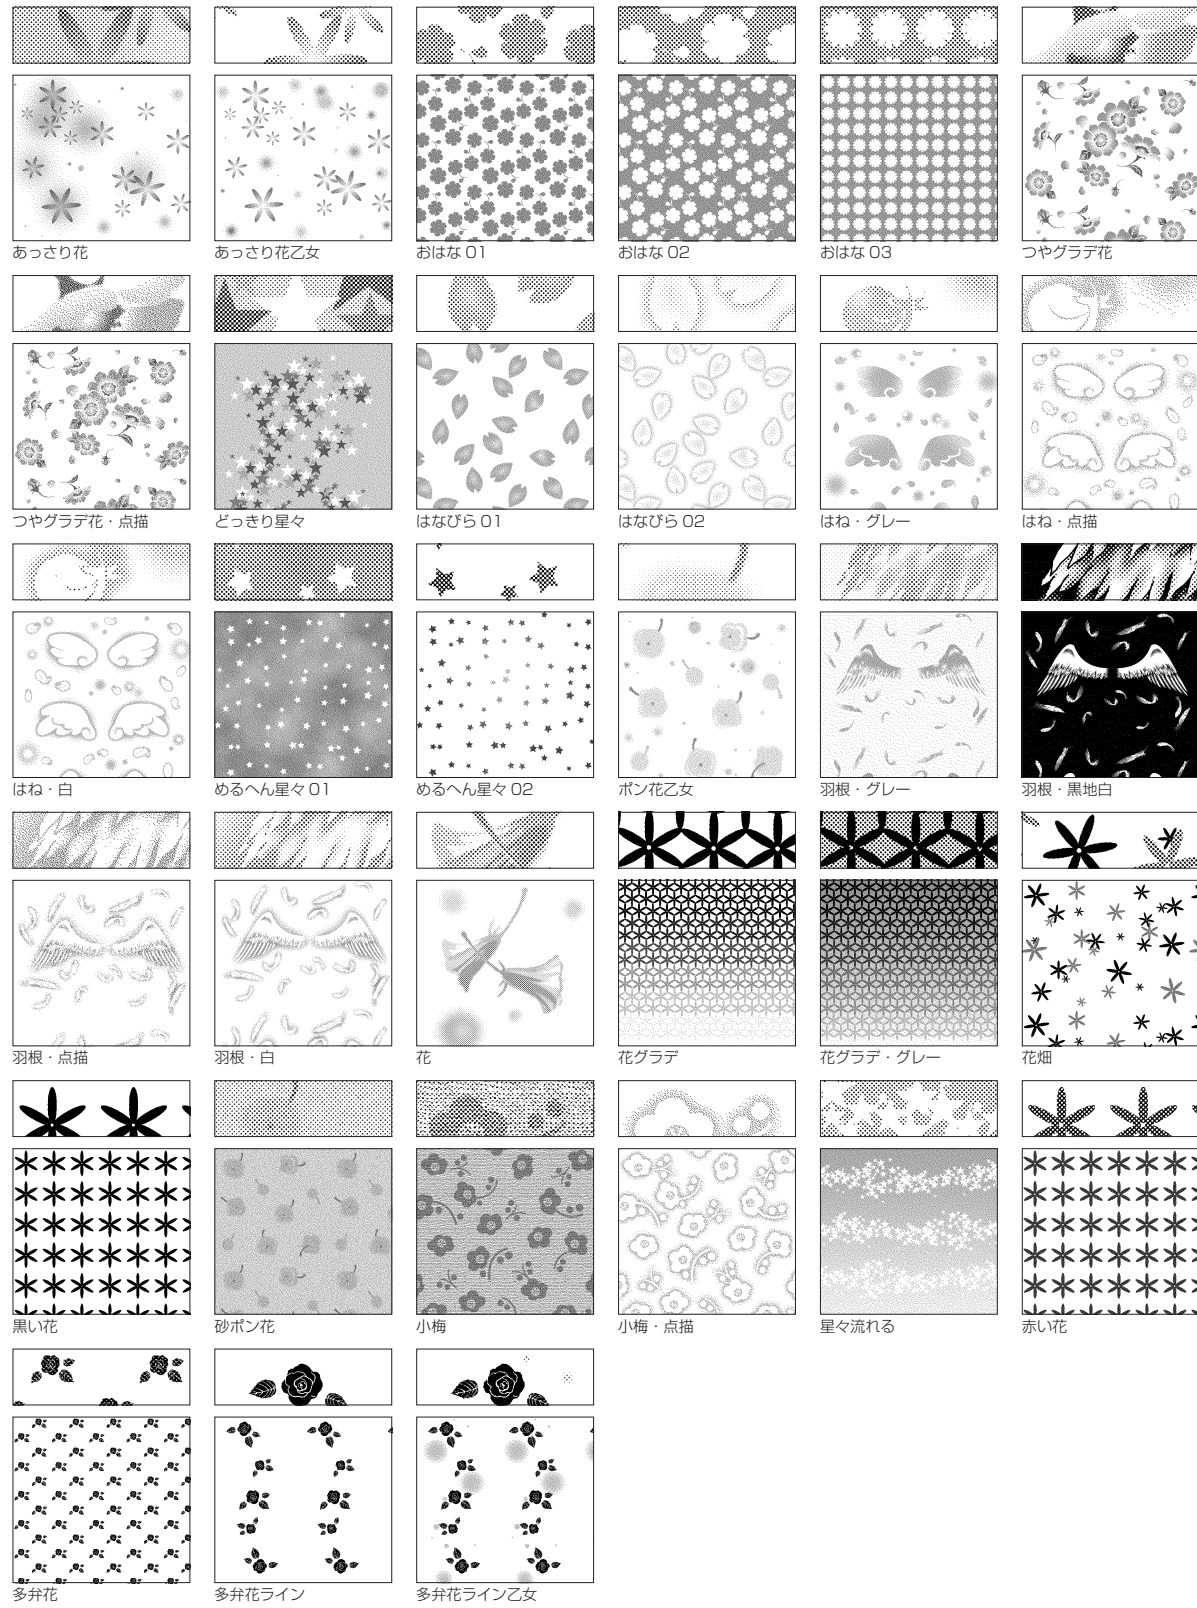 あっさり花
あっさり花乙女
おはな 01
おはな 02
おはな 03
つやグラデ花
つやグラデ花・点描
どっきり星々
はなびら 01
はなびら 02
はね・グレー
はね・点描
はね・白
めるへん星々 01
めるへん星々 02
ポン花乙女
羽根・グレー
羽根・黒地白
羽根・点描
羽根・白
花
花グラデ
花グラデ・グレー
花畑
黒い花
砂ポン花
小梅
小梅・点描
星々流れる
赤い花
多弁花
多弁花ライン
多弁花ライン乙女